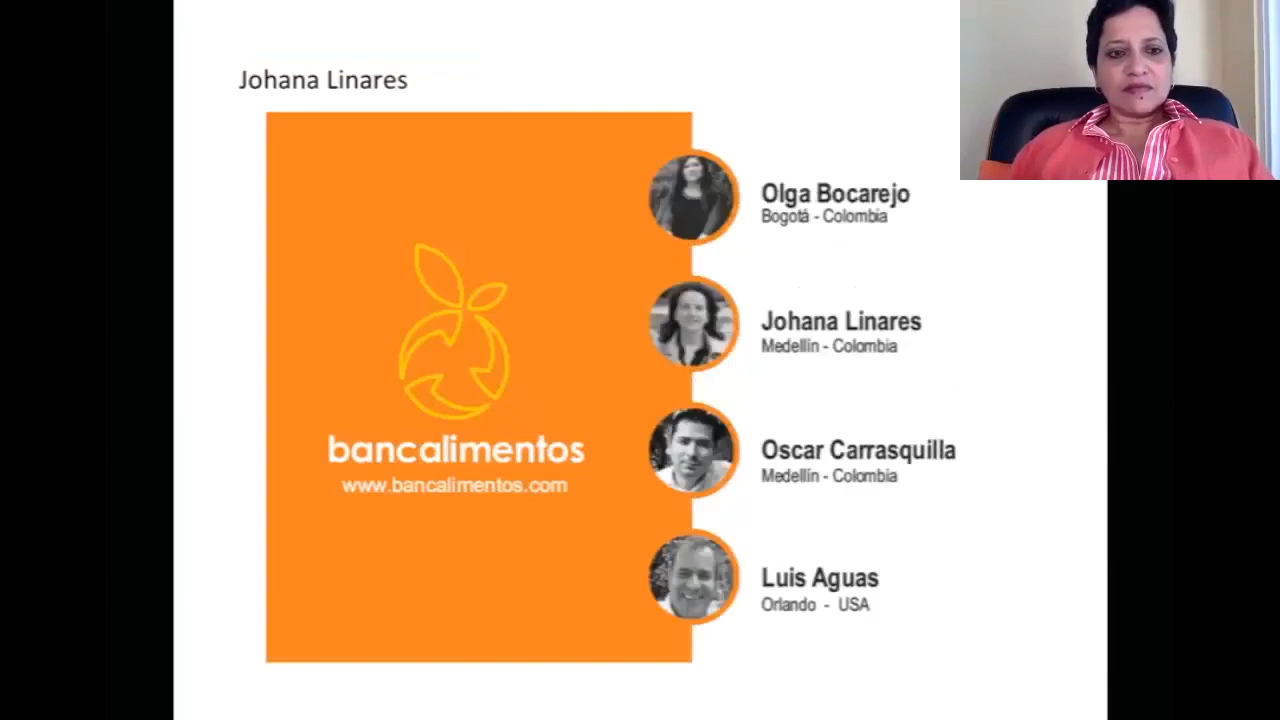 Johana Linares
bancalimentos
www.bancalimentos.com
Olga Bocarejo
Bogotá - Colombia
Johana Linares
Medellín - Colombia
Oscar Carrasquilla
Medellín - Colombia
Luis Aguas
Orlando - USA